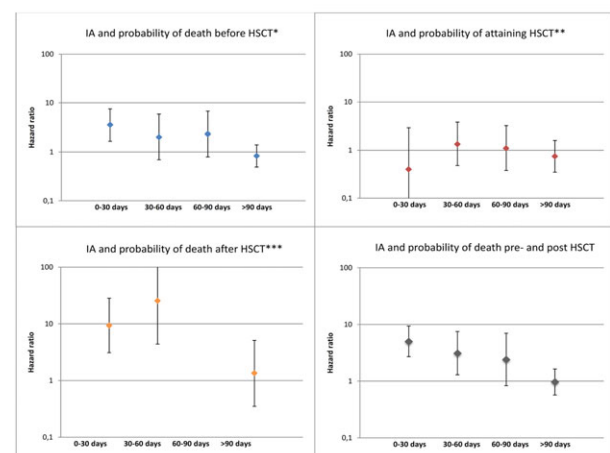 IA and probability of death before HSCT*
100
10
1
0,1
Hazard ratio
0-30 days 30-60 days 60-90 days >90 days
IA and probability of attaining HSCT**
100
10
1
0,1
Hazard ratio
0-30 days 30-60 days 60-90 days >90 days
IA and probability of death after HSCT***
100
10
1
0,1
Hazard ratio
0-30 days 30-60 days 60-90 days >90 days
IA and probability of death pre- and post HSCT
100
10
1
0,1
Hazard ratio
0-30 days 30-60 days 60-90 days >90 days